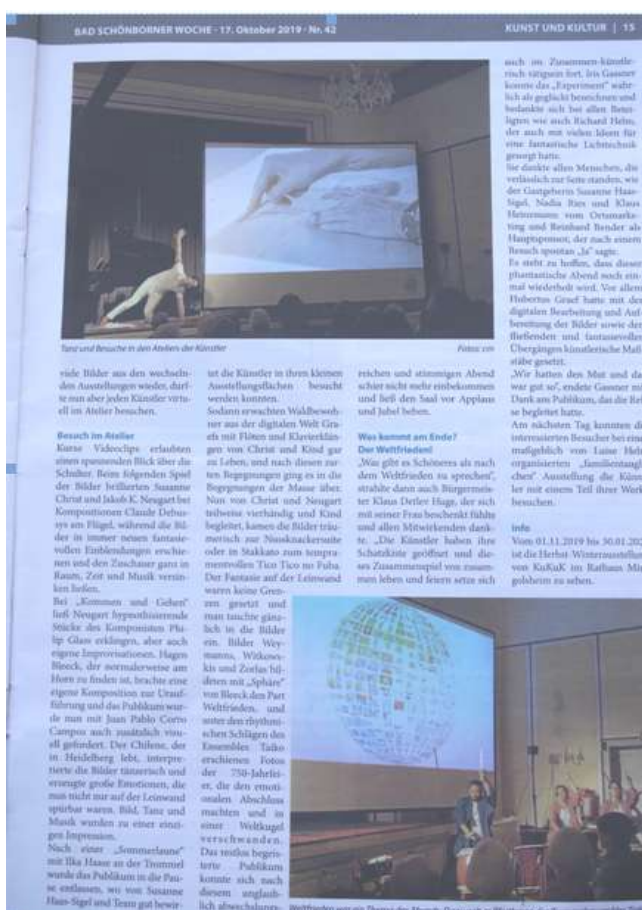 BAD SCHÖNBORNER WOCHE · 17. Oktober 2019 · Nr. 42
KUNST UND KULTUR | 15
Tanz und Besuche in den Ateliers der Künstler
Fotos: cm
viele Bilder aus den wechseln-
den Ausstellungen wieder, durf-
te nun aber jeden Künstler virtu-
ell im Atelier besuchen.
Besuch im Atelier
Kurze Videoclips erlaubten
einen spannenden Blick über die
Schulter. Beim folgenden Spiel
der Bilder brillierten Susanne
Christ und Jakob K. Neugart bei
Kompositionen Claude Debus-
sys am Flügel, während die Bil-
der in immer neuen fantasie-
vollen Einblendungen erschie-
nen und den Zuschauer ganz in
Raum, Zeit und Musik versin-
ken ließen.
Bei „Kommen und Gehen"
ließ Neugart hypnothisierende
Stücke des Komponisten Phi-
lip Glass erklingen, aber auch
eigene Improvisationen. Hagen
Bleeck, der normalerweise am
Horn zu finden ist, brachte eine
eigene Komposition zur Urauf-
führung und das Publikum wur-
de nun mit Juan Pablo Corro
Campos auch zusätzlich visu-
ell gefordert. Der Chilene, der
in Heidelberg lebt, interpre-
tierte die Bilder tänzerisch und
erzeugte große Emotionen, die
nun nicht nur auf der Leinwand
spürbar waren. Bild, Tanz und
Musik wurden zu einer einzi-
gen Impression.
Nach einer „Sommerlaune"
mit Ilka Haase an der Trommel
wurde das Publikum in die Pau-
se entlassen, wo von Susanne
Haas-Sigel und Team gut bewir-
tet die Künstler in ihren kleinen
Ausstellungsflächen besucht
werden konnten.
Sodann erwachten Waldbewoh-
ner aus der digitalen Welt Gra-
efs mit Flöten und Klavierklän-
gen von Christ und Kind gar
zu Leben, und nach diesen zar-
ten Begegnungen ging es in die
Begegnungen der Masse über.
Nun von Christ und Neugart
teilweise vierhändig und Kind
begleitet, kamen die Bilder träu-
merisch zur Nussknackersuite
oder in Stakkato zum tempra-
mentvollen Tico Tico no Fuba.
Der Fantasie auf der Leinwand
waren keine Gren-
zen gesetzt und
man tauchte gänz-
lich in die Bilder
ein. Bilder Wey-
manns, Witkows-
kis und Zorlas bil-
deten mit „Sphäre"
von Bleeck den Part
Weltfrieden, und
unter den rhythmi-
schen Schlägen des
Ensembles Taiko
erschienen Fotos
der 750-Jahrfei-
er, die den emoti-
onalen Abschluss
machten und in
einer Weltkugel
verschwanden.
Das restlos begeis-
terte Publikum
konnte sich nach
diesem unglaub-
lich abwechslungs-
reichen und stimmigen Abend
schier nicht mehr einbekommen
und ließ den Saal vor Applaus
und Jubel beben.
Was kommt am Ende?
Der Weltfrieden!
„Was gibt es Schöneres als nach
dem Weltfrieden zu sprechen",
strahlte dann auch Bürgermeis-
ter Klaus Detlev Huge, der sich
mit seiner Frau beschenkt fühlte
und allen Mitwirkenden dank-
te. „Die Künstler haben ihre
Schatzkiste geöffnet und die-
ses Zusammenspiel von zusam-
men leben und feiern setze sich
auch im Zusammen-künstle-
risch tätigsein fort. Iris Gassner
konnte das „Experiment" wahr-
lich als geglückt bezeichnen und
bedankte sich bei allen Betei-
ligten wie auch Richard Helm,
der auch mit vielen Ideen für
eine fantastische Lichttechnik
gesorgt hatte.
Sie dankte allen Menschen, die
verlässlich zur Seite standen, wie
der Gastgeberin Susanne Haas-
Sigel, Nadia Ries und Klaus
Heinzmann vom Ortsmarke-
ting und Reinhard Bender als
Hauptsponsor, der nach einem
Besuch spontan „Ja" sagte.
Es steht zu hoffen, dass dieser
phantastische Abend noch ein-
mal wiederholt wird. Vor allem
Hubertus Graef hatte mit der
digitalen Bearbeitung und Auf-
bereitung der Bilder sowie der
fließenden und fantasievollen
Übergängen künstlerische Maß-
stäbe gesetzt.
„Wir hatten den Mut und da
war gut so", endete Gassner mit
Dank am Publikum, das die Rei
se begleitet hatte.
Am nächsten Tag konnten di
interessierten Besucher bei eine
maßgeblich von Luise Heln
organisierten „familientaugl
chen" Ausstellung die Künst
ler mit einem Teil ihrer Werk
besuchen.
Info
Vom 01.11.2019 bis 30.01.202
ist die Herbst-Winterausstellun
von KuKuK im Rathaus Min
golsheim zu sehen.